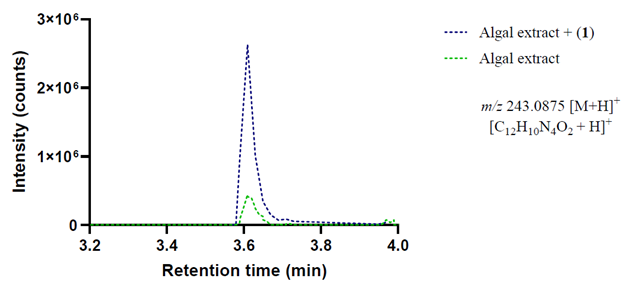 3×10⁶
2×10⁶
1×10⁶
0
Intensity (counts)
3.2 3.4 3.6 3.8 4.0
Retention time (min)
Algal extract + (1)
Algal extract
m/z 243.0875 [M+H]⁺
[C₁₂H₁₀N₄O₂ + H]⁺